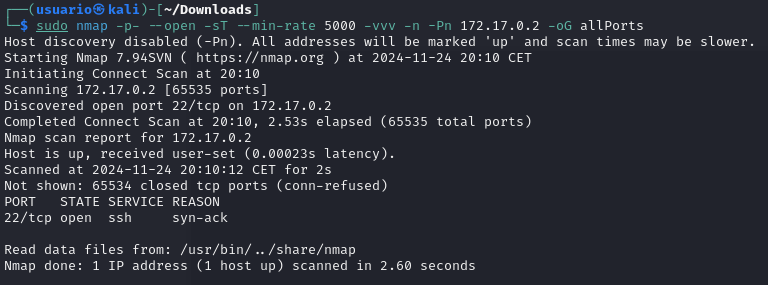 ┌──(usuario㉿kali)-[~/Downloads]
└─$ sudo nmap -p- --open -sT --min-rate 5000 -vvv -n -Pn 172.17.0.2 -oG allPorts
Host discovery disabled (-Pn). All addresses will be marked 'up' and scan times may be slower.
Starting Nmap 7.94SVN ( https://nmap.org ) at 2024-11-24 20:10 CET
Initiating Connect Scan at 20:10
Scanning 172.17.0.2 [65535 ports]
Discovered open port 22/tcp on 172.17.0.2
Completed Connect Scan at 20:10, 2.53s elapsed (65535 total ports)
Nmap scan report for 172.17.0.2
Host is up, received user-set (0.00023s latency).
Scanned at 2024-11-24 20:10:12 CET for 2s
Not shown: 65534 closed tcp ports (conn-refused)
PORT   STATE SERVICE REASON
22/tcp open  ssh     syn-ack
Read data files from: /usr/bin/../share/nmap
Nmap done: 1 IP address (1 host up) scanned in 2.60 seconds